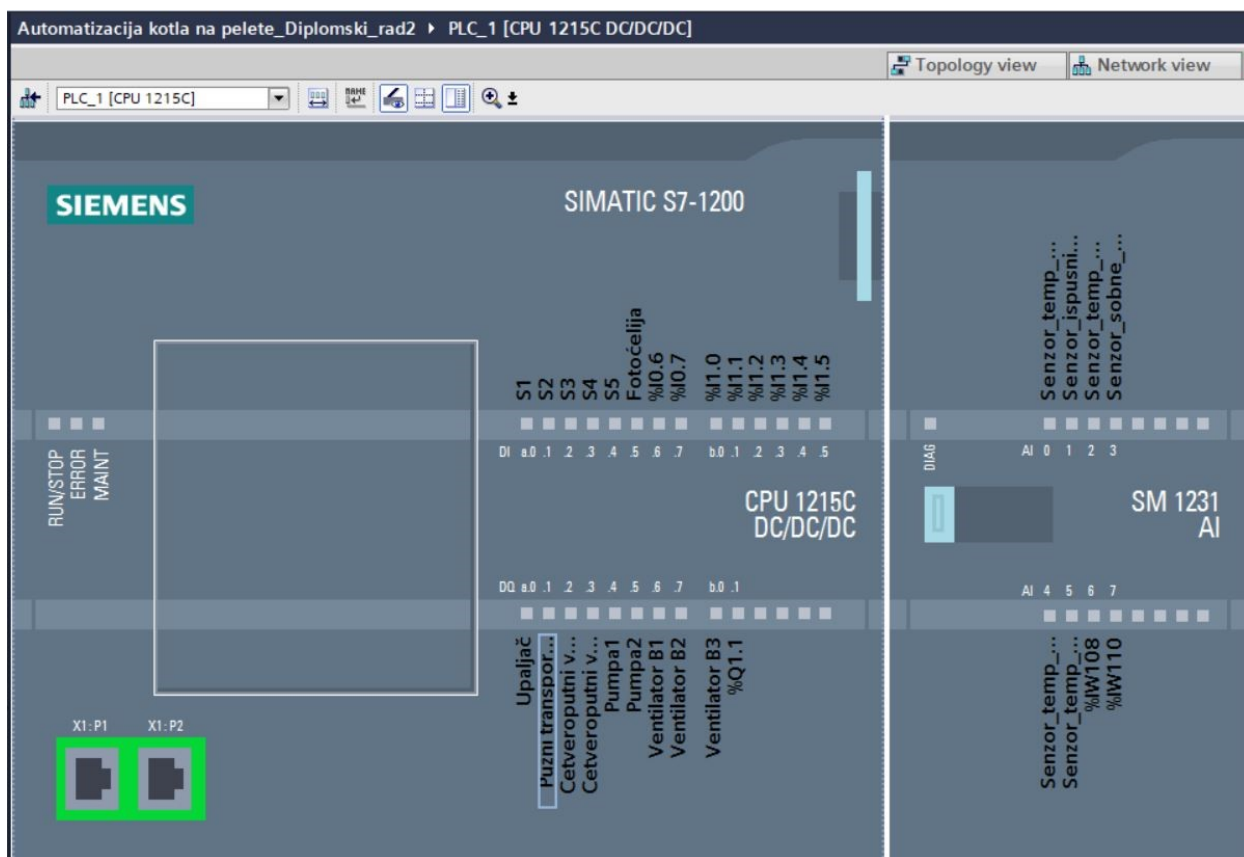 Automatizacija kotla na pelete_Diplomski_rad2 ▸ PLC_1 [CPU 1215C DC/DC/DC]
Topology view
Network view
PLC_1 [CPU 1215C]
NAME
SIEMENS
SIMATIC S7-1200
S1
S2
S3
S4
S5
Fotoćelija
%I0.6
%I0.7
%I1.0
%I1.1
%I1.2
%I1.3
%I1.4
%I1.5
Senzor_temp_...
Senzor_ispusni...
Senzor_temp_...
Senzor_sobne_...
RUN/STOP
ERROR
MAINT
DI a.0 .1 .2 .3 .4 .5 .6 .7 b.0 .1 .2 .3 .4 .5
DIAG
AI 0 1 2 3
CPU 1215C
DC/DC/DC
SM 1231
AI
DQ a.0 .1 .2 .3 .4 .5 .6 .7 b.0 .1
AI 4 5 6 7
Upaljač
Puzni transpor...
Cetveroputni v...
Cetveroputni v...
Pumpa1
Pumpa2
Ventilator B1
Ventilator B2
Ventilator B3
%Q1.1
Senzor_temp_...
Senzor_temp_...
%IW108
%IW110
X1:P1
X1:P2